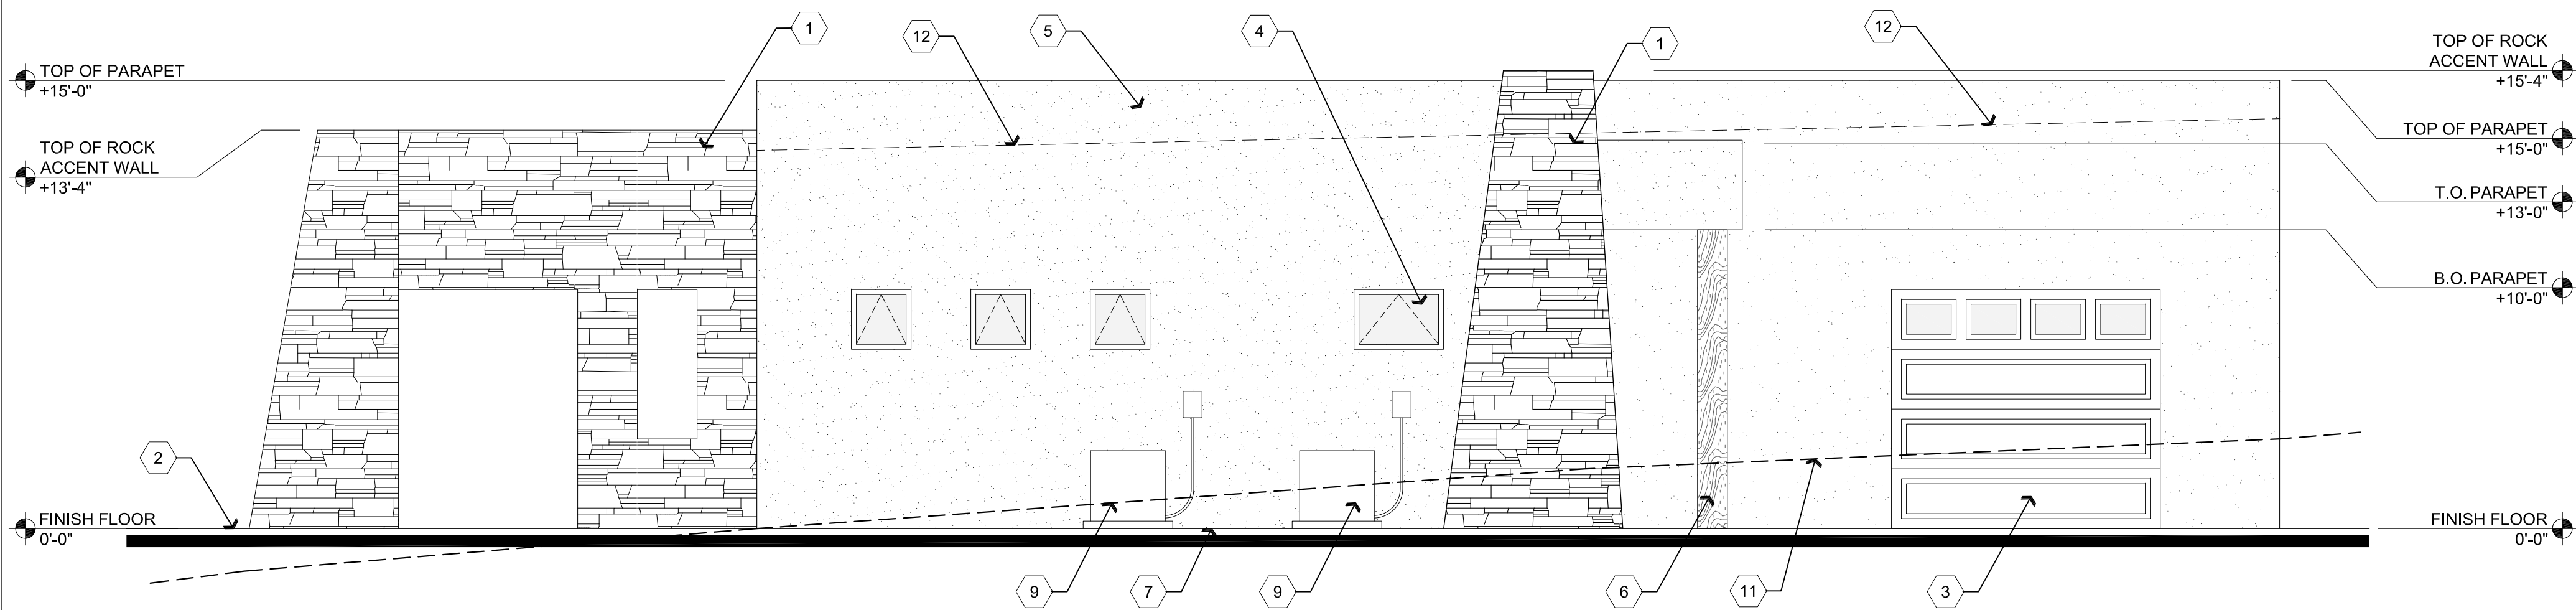 1
12
5
4
1
12
TOP OF PARAPET
+15'-0"
TOP OF ROCK
ACCENT WALL
+13'-4"
TOP OF ROCK
ACCENT WALL
+15'-4"
TOP OF PARAPET
+15'-0"
T.O. PARAPET
+13'-0"
B.O. PARAPET
+10'-0"
2
FINISH FLOOR
0'-0"
FINISH FLOOR
0'-0"
9
7
9
6
11
3